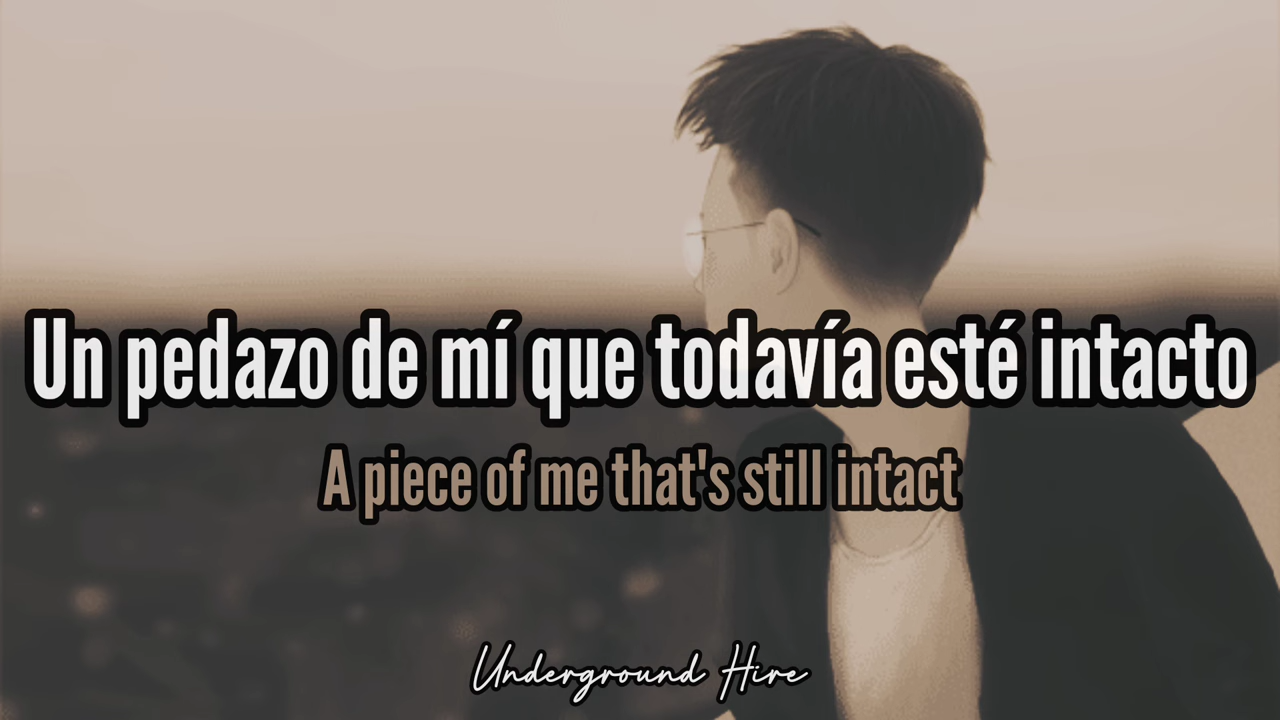 Un pedazo de mí que todavía esté intacto
A piece of me that's still intact
Underground Hire